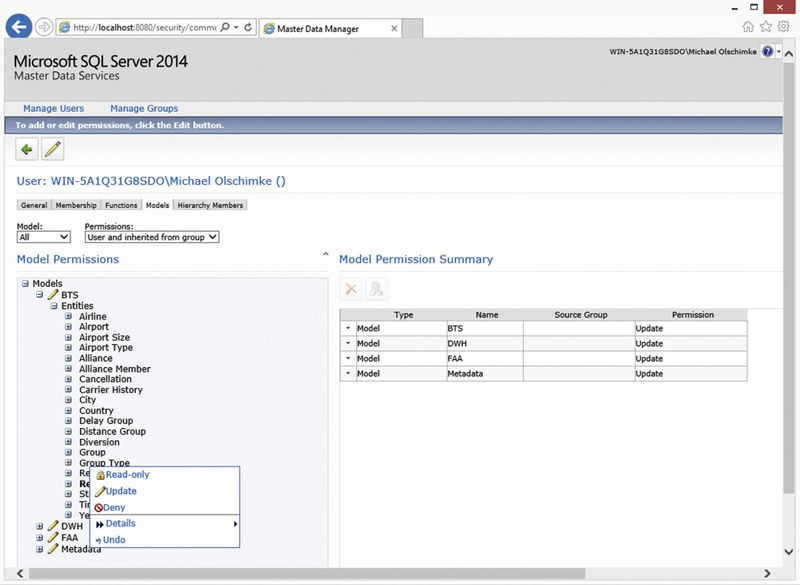 http://localhost:8080/security/commo
Master Data Manager
Microsoft SQL Server 2014
Master Data Services
WIN-5A1Q31G8SDO\Michael Olschimke
Manage Users Manage Groups
To add or edit permissions, click the Edit button.
User: WIN-5A1Q31G8SDO\Michael Olschimke ()
General Membership Functions Models Hierarchy Members
Model: Permissions:
All User and inherited from group
Model Permissions
Models
BTS
Entities
Airline
Airport
Airport Size
Airport Type
Alliance
Alliance Member
Cancellation
Carrier History
City
Country
Delay Group
Distance Group
Diversion
Group
Group Type
Re
Re
St
Tin
Ye
DWH
FAA
Metadata
Read-only
Update
Deny
Details
Undo
Model Permission Summary
Type Name Source Group Permission
Model BTS Update
Model DWH Update
Model FAA Update
Model Metadata Update